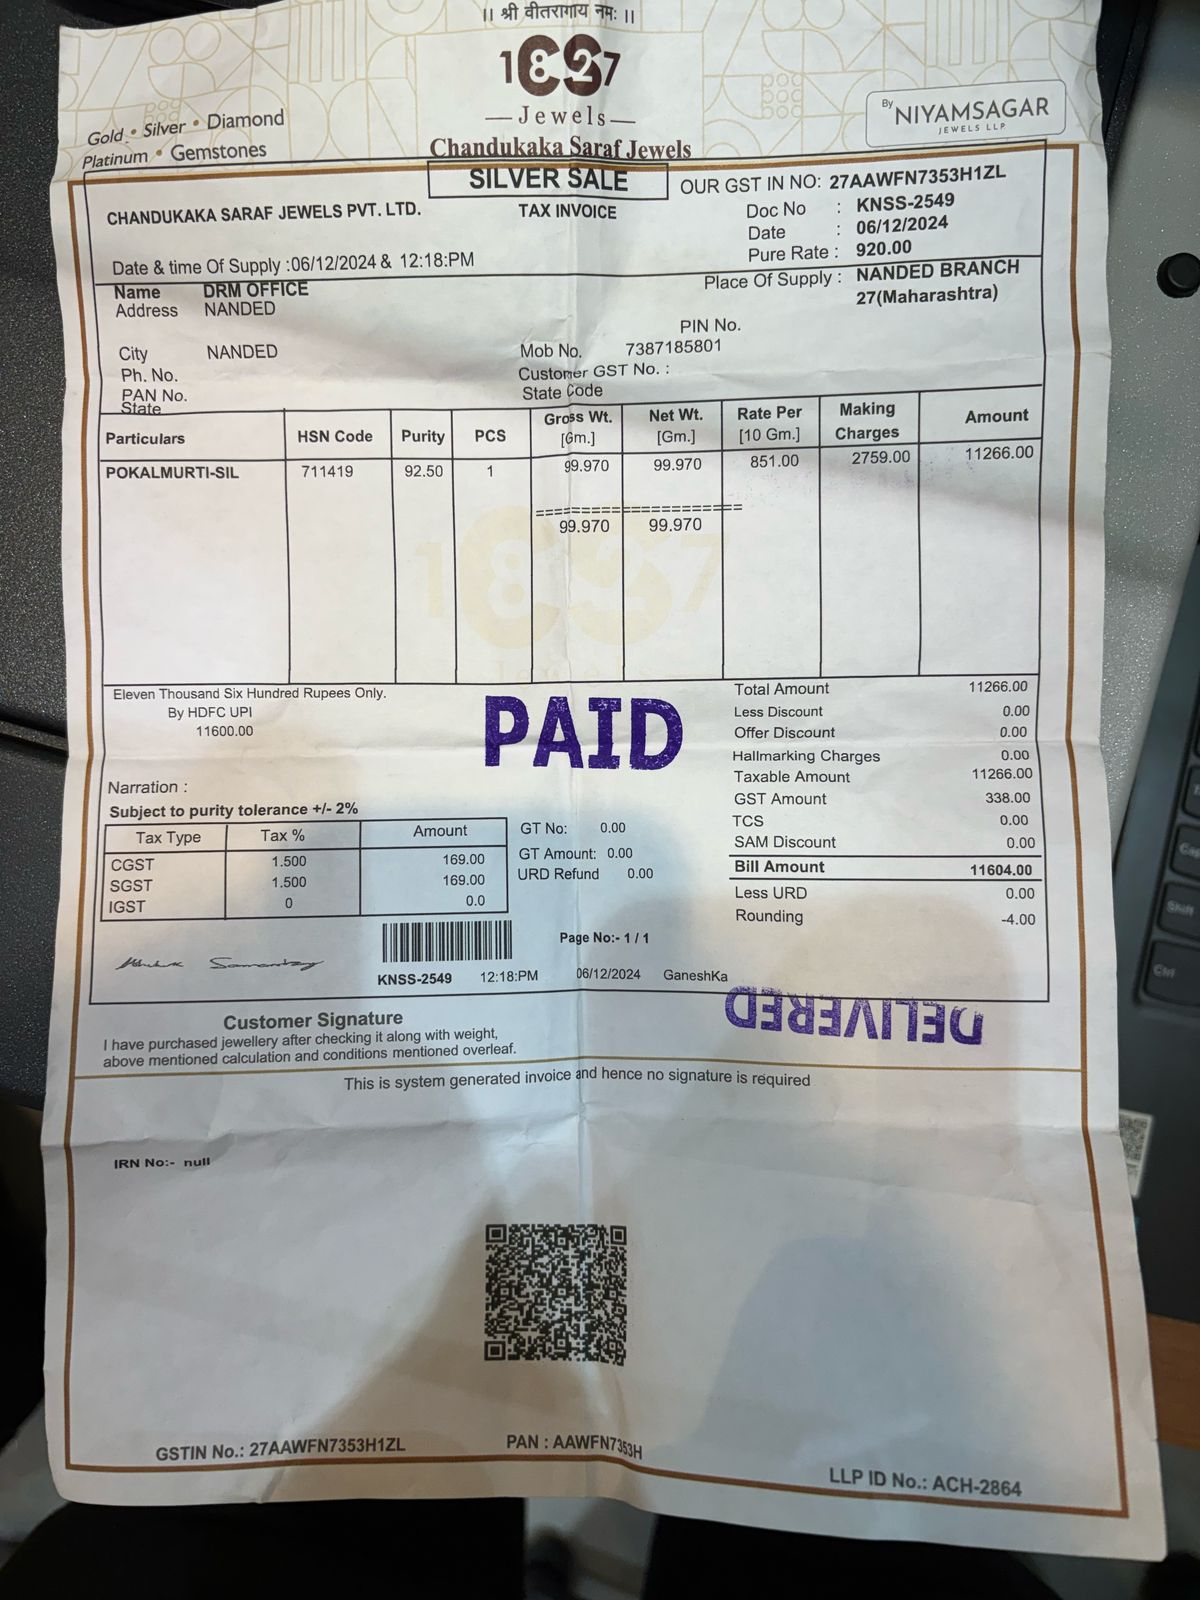 ।। श्री वीतरागाय नमः ।।
1827
Jewels
Chandukaka Saraf Jewels
Gold • Silver • Diamond
Platinum • Gemstones
By NIYAMSAGAR
JEWELS LLP.
SILVER SALE
TAX INVOICE
OUR GST IN NO: 27AAWFN7353H1ZL
CHANDUKAKA SARAF JEWELS PVT. LTD.
Doc No : KNSS-2549
Date : 06/12/2024
Pure Rate : 920.00
Date & time Of Supply :06/12/2024 & 12:18:PM
Place Of Supply : NANDED BRANCH
27(Maharashtra)
Name DRM OFFICE
Address NANDED
PIN No.
City NANDED
Mob No. 7387185801
Ph. No.
Customer GST No. :
PAN No.
State Code
State
Particulars HSN Code Purity PCS Gross Wt. [Gm.] Net Wt. [Gm.] Rate Per [10 Gm.] Making Charges Amount
POKALMURTI-SIL 711419 92.50 1 99.970 99.970 851.00 2759.00 11266.00
=======================
99.970 99.970
Eleven Thousand Six Hundred Rupees Only.
By HDFC UPI
11600.00
PAID
Total Amount 11266.00
Less Discount 0.00
Offer Discount 0.00
Hallmarking Charges 0.00
Taxable Amount 11266.00
GST Amount 338.00
TCS 0.00
SAM Discount 0.00
Bill Amount 11604.00
Less URD 0.00
Rounding -4.00
Narration :
Subject to purity tolerance +/- 2%
Tax Type Tax % Amount
CGST 1.500 169.00
SGST 1.500 169.00
IGST 0 0.0
GT No: 0.00
GT Amount: 0.00
URD Refund 0.00
Page No:- 1 / 1
KNSS-2549 12:18:PM 06/12/2024 GaneshKa
DELIVERED
Customer Signature
I have purchased jewellery after checking it along with weight,
above mentioned calculation and conditions mentioned overleaf.
This is system generated invoice and hence no signature is required
IRN No:- null
GSTIN No.: 27AAWFN7353H1ZL
PAN : AAWFN7353H
LLP ID No.: ACH-2864